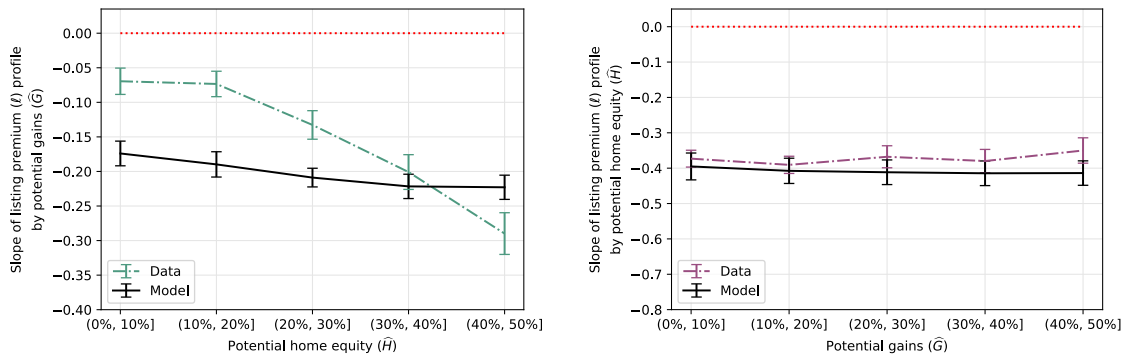 Slope of listing premium (ℓ) profile
by potential gains (Ĝ)
0.00
−0.05
−0.10
−0.15
−0.20
−0.25
−0.30
−0.35
−0.40
Data
Model
(0%, 10%]
(10%, 20%]
(20%, 30%]
(30%, 40%]
(40%, 50%]
Potential home equity (Ĥ)
Slope of listing premium (ℓ) profile
by potential home equity (Ĥ)
0.0
−0.1
−0.2
−0.3
−0.4
−0.5
−0.6
−0.7
−0.8
Data
Model
(0%, 10%]
(10%, 20%]
(20%, 30%]
(30%, 40%]
(40%, 50%]
Potential gains (Ĝ)